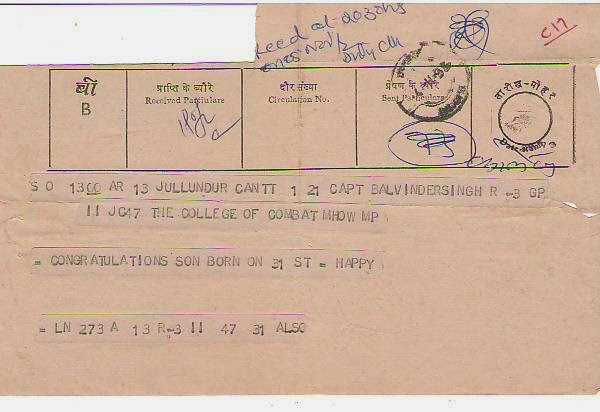 C17
बी
B
प्राप्ति के ब्यौरे
Received Particulars
दौर संख्या
Circulation No.
प्रेषण के ब्यौरे
Sent Particulars
तारीख-मोहर
S O 1300 AR 13 JULLUNDUR CANTT 1 21 CAPT BALVINDERSINGH R -3 GP
11 JC47 THE COLLEGE OF COMBAT MHOW MP
= CONGRATULATIONS SON BORN ON 31 ST = HAPPY
= LN 273 A 13 R-3 11 47 31 ALSO